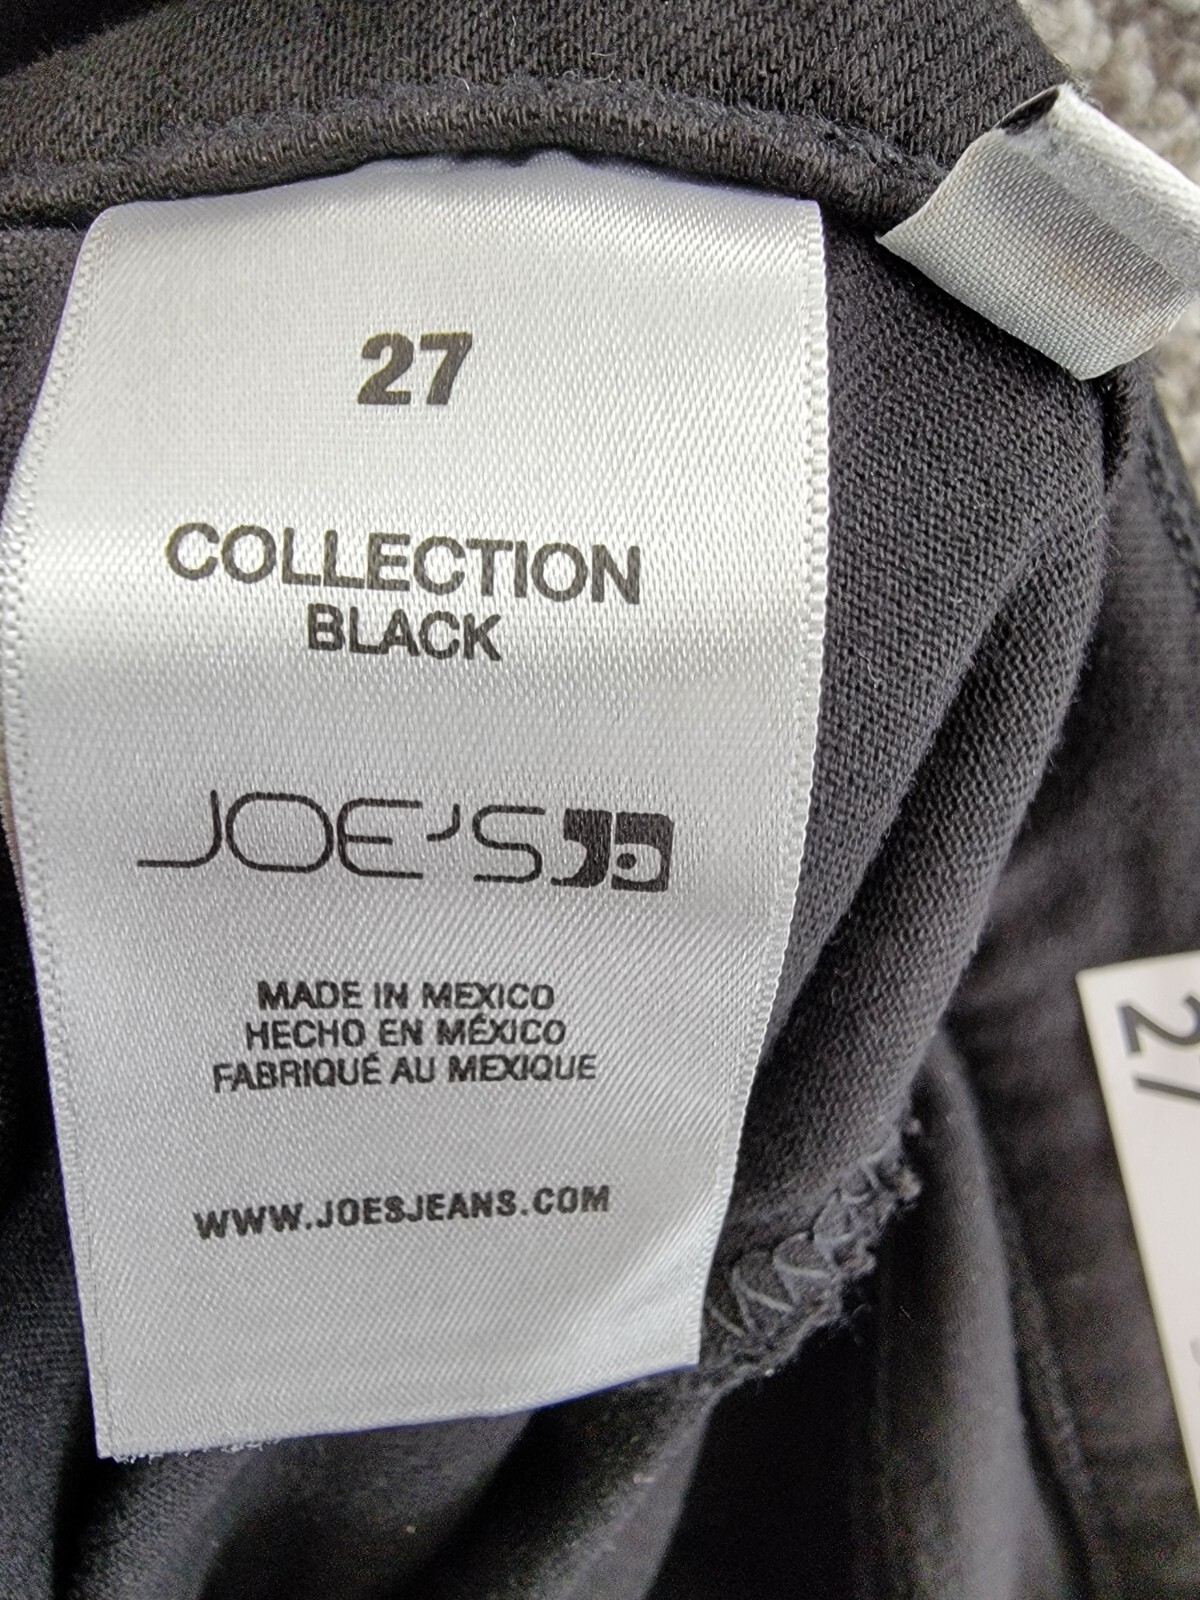 27
COLLECTION
BLACK
JOE'S
MADE IN MEXICO
HECHO EN MÉXICO
FABRIQUÉ AU MEXIQUE
WWW.JOESJEANS.COM
27